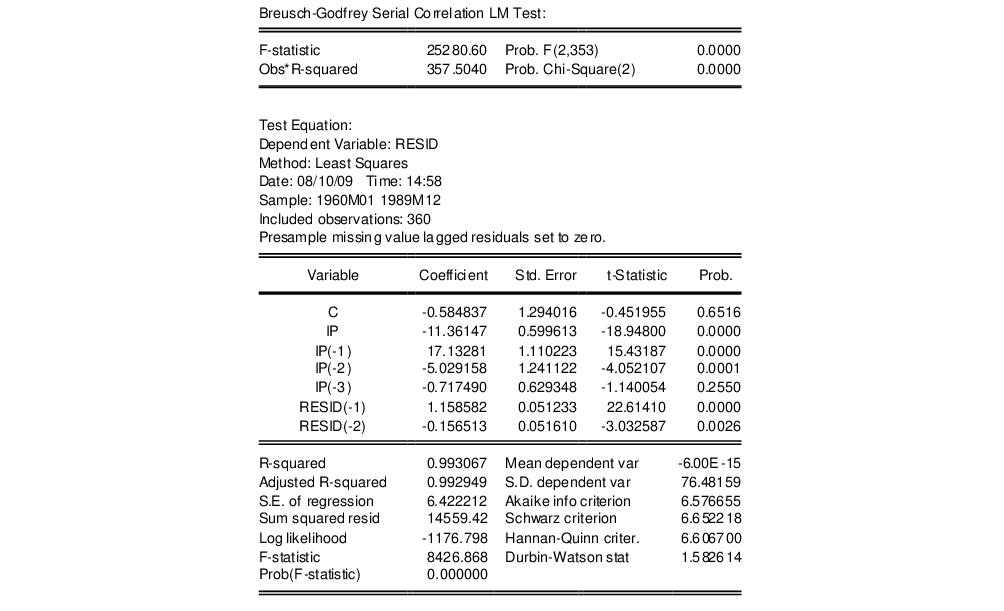 Breusch-Godfrey Serial Correlation LM Test:
F-statistic 25280.60 Prob. F(2,353) 0.0000
Obs*R-squared 357.5040 Prob. Chi-Square(2) 0.0000
Test Equation:
Dependent Variable: RESID
Method: Least Squares
Date: 08/10/09 Time: 14:58
Sample: 1960M01 1989M12
Included observations: 360
Presample missing value lagged residuals set to zero.
Variable Coefficient Std. Error t-Statistic Prob.
C -0.584837 1.294016 -0.451955 0.6516
IP -11.36147 0.599613 -18.94800 0.0000
IP(-1) 17.13281 1.110223 15.43187 0.0000
IP(-2) -5.029158 1.241122 -4.052107 0.0001
IP(-3) -0.717490 0.629348 -1.140054 0.2550
RESID(-1) 1.158582 0.051233 22.61410 0.0000
RESID(-2) -0.156513 0.051610 -3.032587 0.0026
R-squared 0.993067 Mean dependent var -6.00E-15
Adjusted R-squared 0.992949 S.D. dependent var 76.48159
S.E. of regression 6.422212 Akaike info criterion 6.576655
Sum squared resid 14559.42 Schwarz criterion 6.652218
Log likelihood -1176.798 Hannan-Quinn criter. 6.606700
F-statistic 8426.868 Durbin-Watson stat 1.582614
Prob(F-statistic) 0.000000